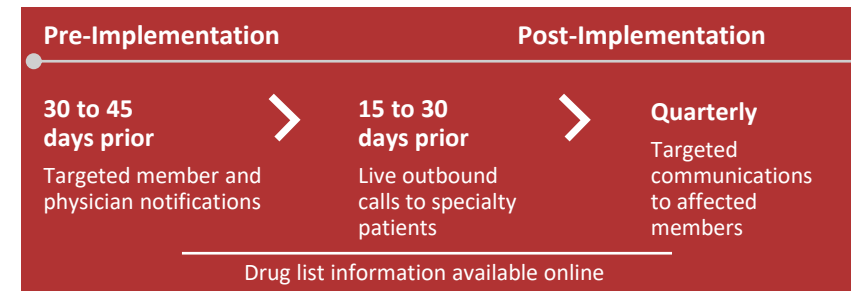 Pre-Implementation
Post-Implementation
30 to 45
days prior
Targeted member and
physician notifications
15 to 30
days prior
Live outbound
calls to specialty
patients
Quarterly
Targeted
communications
to affected
members
Drug list information available online